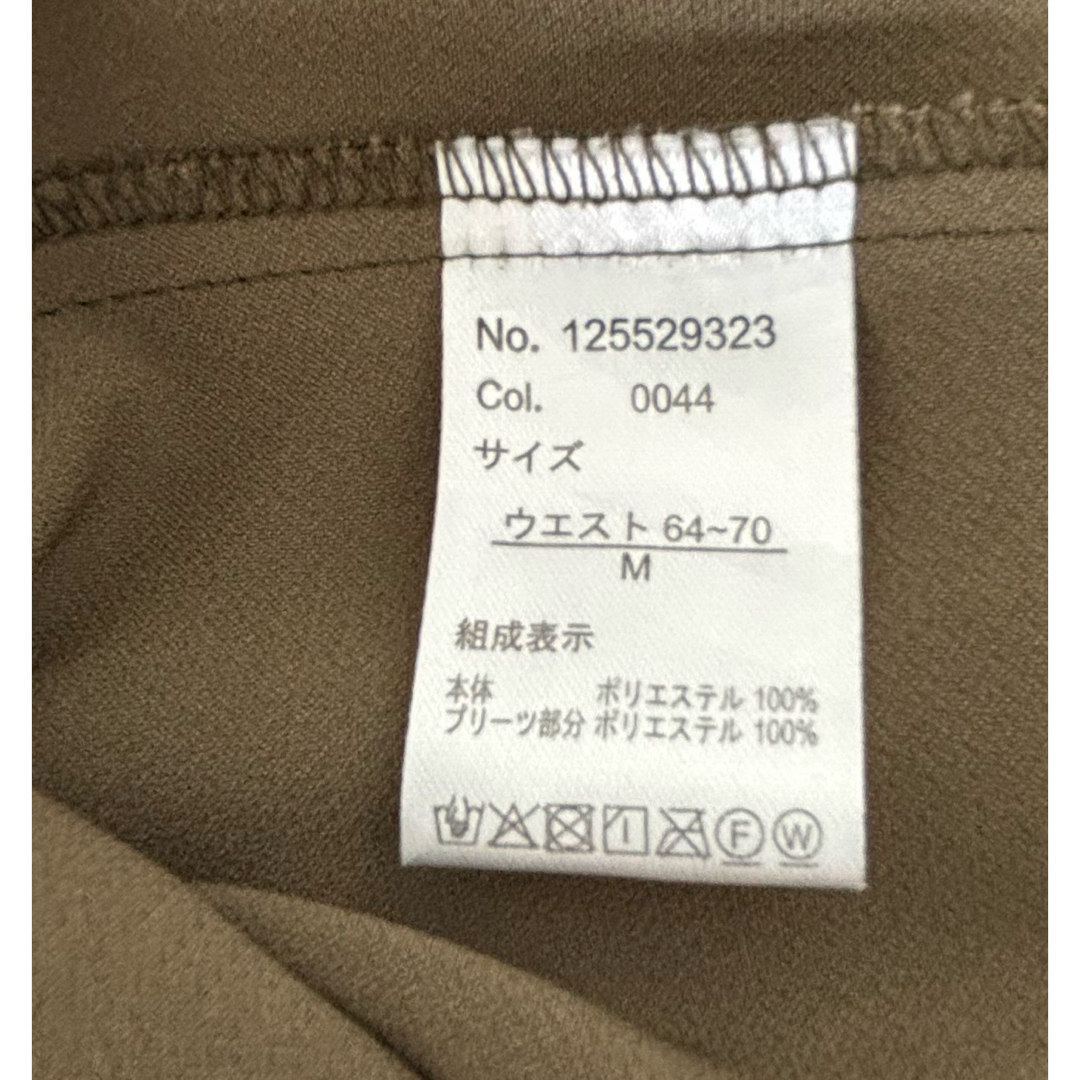 No. 125529323
Col. 0044
サイズ
ウエスト 64~70
M
組成表示
本体 ポリエステル 100%
プリーツ部分 ポリエステル 100%
F W